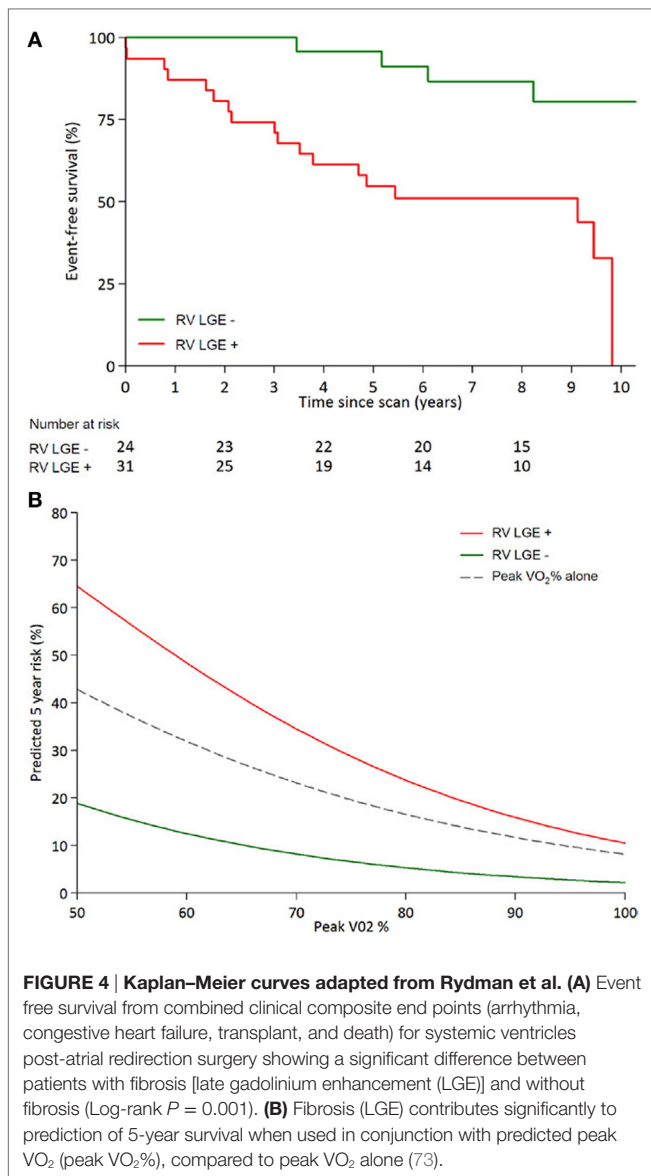 A
100
75
50
25
0
Event-free survival (%)
RV LGE -
RV LGE +
0 1 2 3 4 5 6 7 8 9 10
Time since scan (years)
Number at risk
RV LGE - 24 23 22 20 15
RV LGE + 31 25 19 14 10
B
80
70
60
50
40
30
20
10
0
Predicted 5 year risk (%)
RV LGE +
RV LGE -
Peak VO₂% alone
50 60 70 80 90 100
Peak V02 %
FIGURE 4 | Kaplan–Meier curves adapted from Rydman et al. (A) Event
free survival from combined clinical composite end points (arrhythmia,
congestive heart failure, transplant, and death) for systemic ventricles
post-atrial redirection surgery showing a significant difference between
patients with fibrosis [late gadolinium enhancement (LGE)] and without
fibrosis (Log-rank P = 0.001). (B) Fibrosis (LGE) contributes significantly to
prediction of 5-year survival when used in conjunction with predicted peak
VO₂ (peak VO₂%), compared to peak VO₂ alone (73).